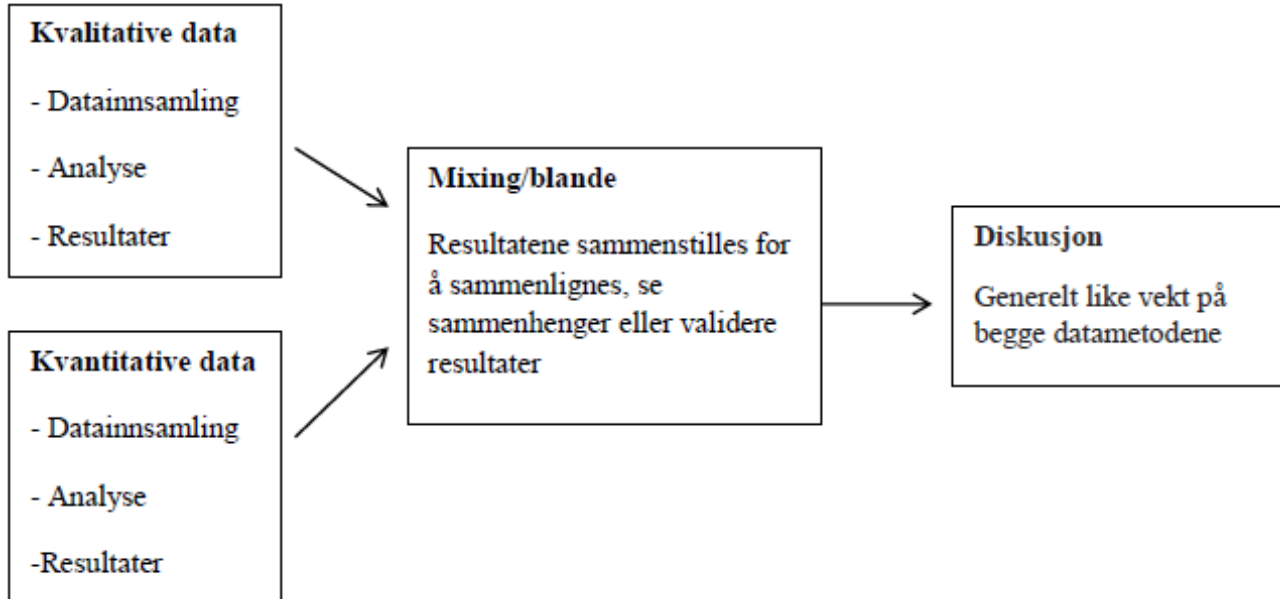 Kvalitative data
- Datainnsamling
- Analyse
- Resultater
Kvantitative data
- Datainnsamling
- Analyse
-Resultater
Mixing/blande
Resultatene sammenstilles for
å sammenlignes, se
sammenhenger eller validere
resultater
Diskusjon
Generelt like vekt på
begge datametodene